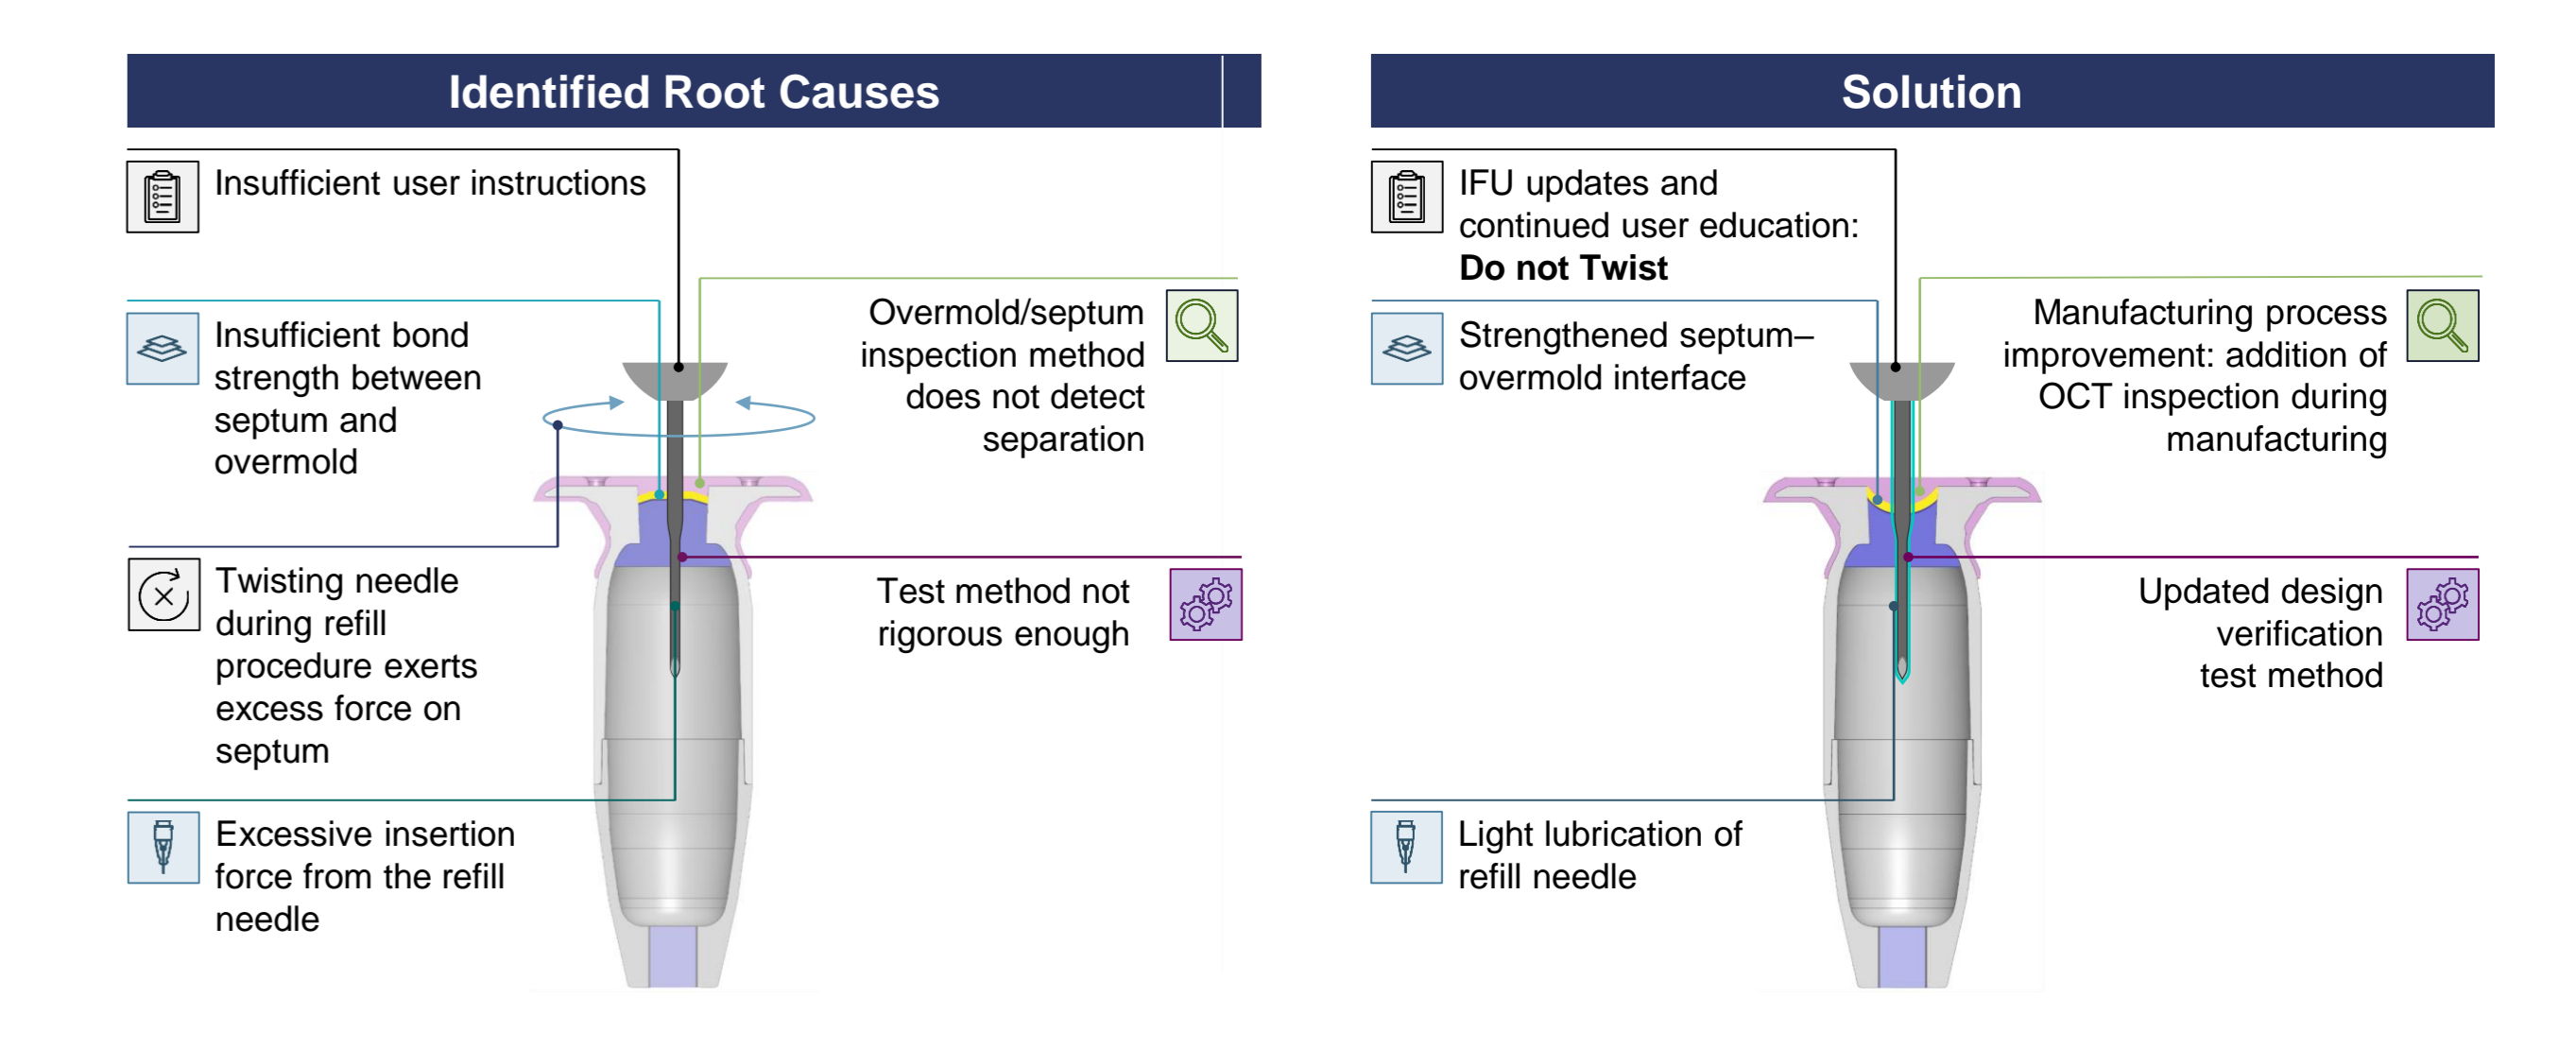 Identified Root Causes
Insufficient user instructions
Insufficient bond
strength between
septum and
overmold
Twisting needle
during refill
procedure exerts
excess force on
septum
Excessive insertion
force from the refill
needle
Overmold/septum
inspection method
does not detect
separation
Test method not
rigorous enough
Solution
IFU updates and
continued user education:
Do not Twist
Strengthened septum–
overmold interface
Light lubrication of
refill needle
Manufacturing process
improvement: addition of
OCT inspection during
manufacturing
Updated design
verification
test method